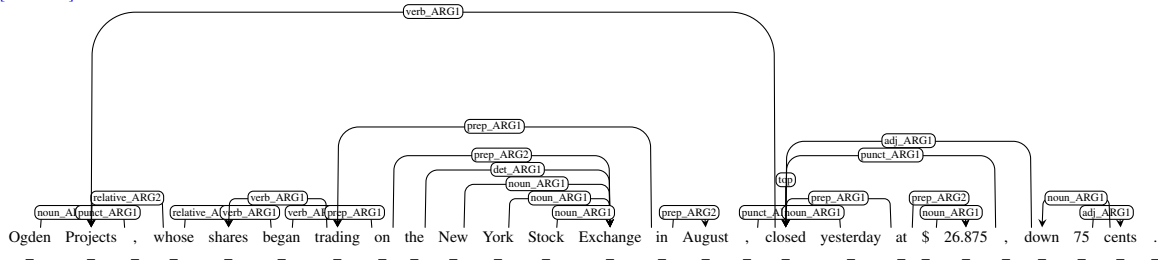 verb_ARG1
prep_ARG1
adj_ARG1
prep_ARG2 punct_ARG1
det_ARG1
noun_ARG1 top
relative_ARG2 verb_ARG1 noun_ARG1 prep_ARG1 prep_ARG2 noun_ARG1
punct_ARG1 verb_ARG1 prep_ARG1 noun_ARG1 prep_ARG2 noun_ARG1 noun_ARG1 adj_ARG1
Ogden Projects , whose shares began trading on the New York Stock Exchange in August , closed yesterday at $ 26.875 , down 75 cents .